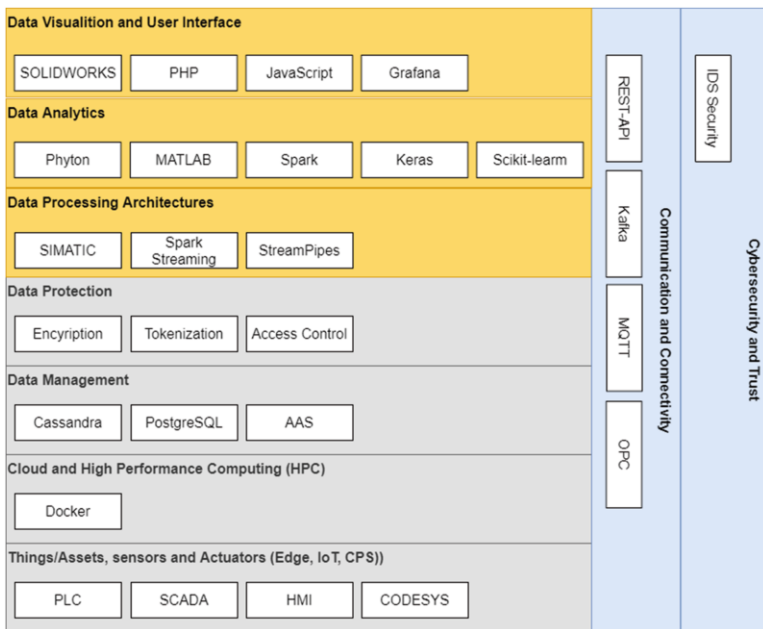 Data Visualition and User Interface
SOLIDWORKS
PHP
JavaScript
Grafana
Data Analytics
Phyton
MATLAB
Spark
Keras
Scikit-learm
Data Processing Architectures
SIMATIC
Spark
Streaming
StreamPipes
Data Protection
Encyription
Tokenization
Access Control
Data Management
Cassandra
PostgreSQL
AAS
Cloud and High Performance Computing (HPC)
Docker
Things/Assets, sensors and Actuators (Edge, IoT, CPS))
PLC
SCADA
HMI
CODESYS
REST-API
Kafka
MQTT
OPC
Communication and Connectivity
IDS Security
Cybersecurity and Trust